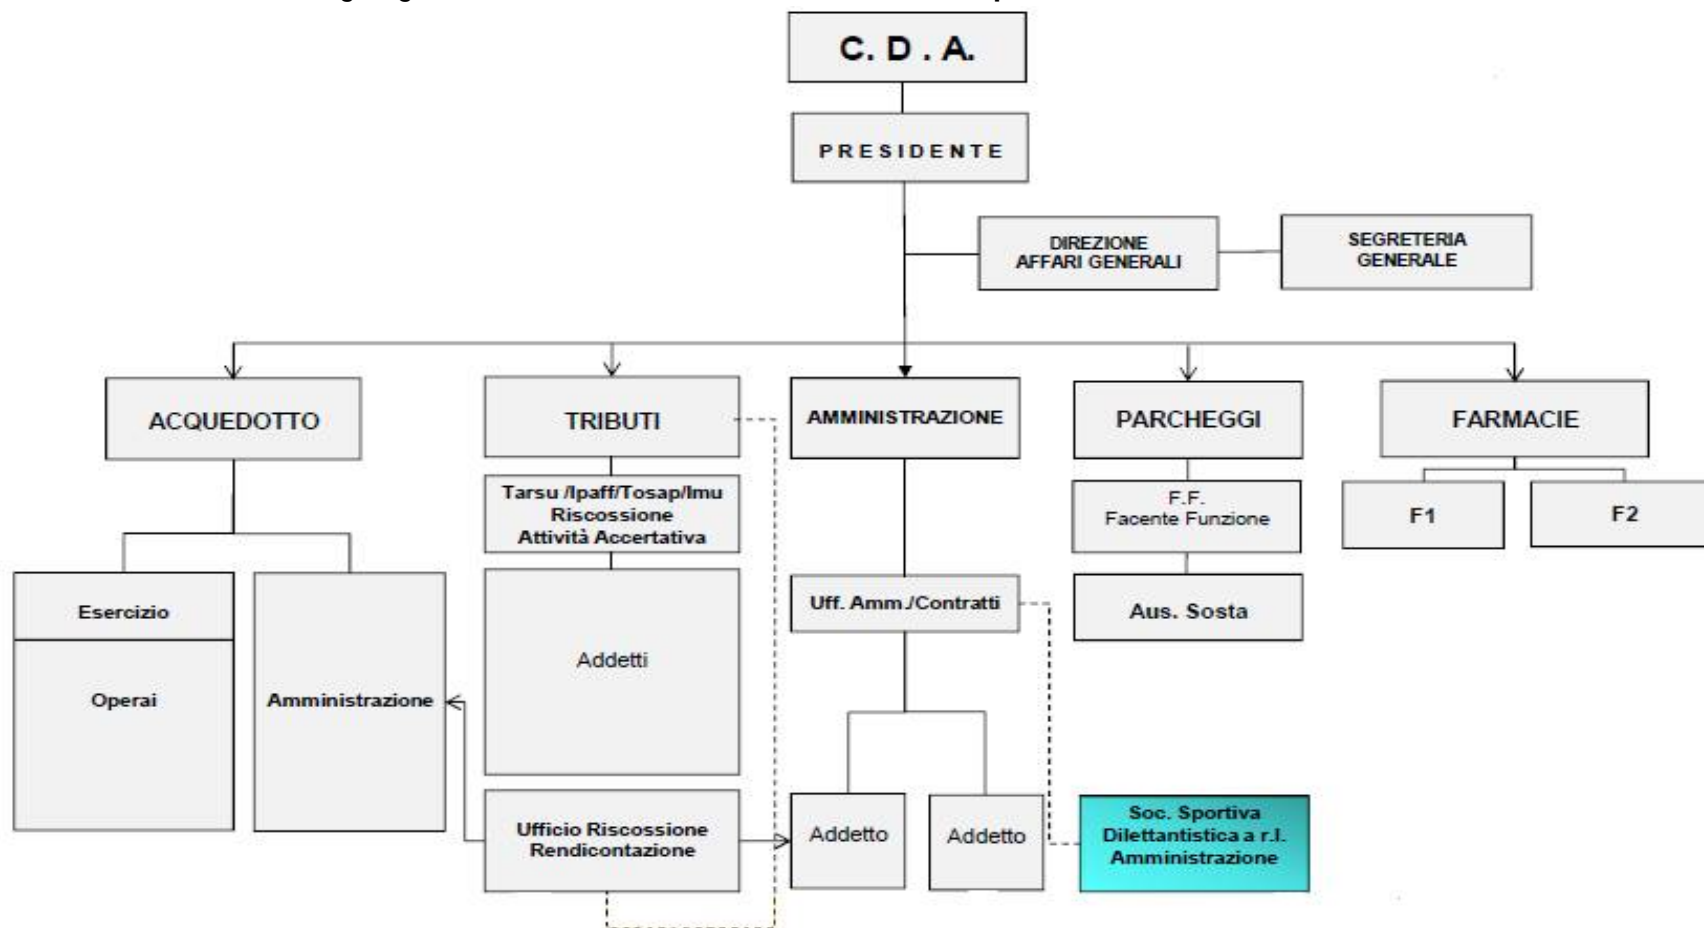 C. D . A.
PRESIDENTE
DIREZIONE
AFFARI GENERALI
SEGRETERIA
GENERALE
ACQUEDOTTO
TRIBUTI
AMMINISTRAZIONE
PARCHEGGI
FARMACIE
Tarsu /Ipaff/Tosap/Imu
Riscossione
Attività Accertativa
F.F.
Facente Funzione
F1
F2
Esercizio
Operai
Amministrazione
Addetti
Uff. Amm./Contratti
Aus. Sosta
Ufficio Riscossione
Rendicontazione
Addetto
Addetto
Soc. Sportiva
Dilettantistica a r.l.
Amministrazione